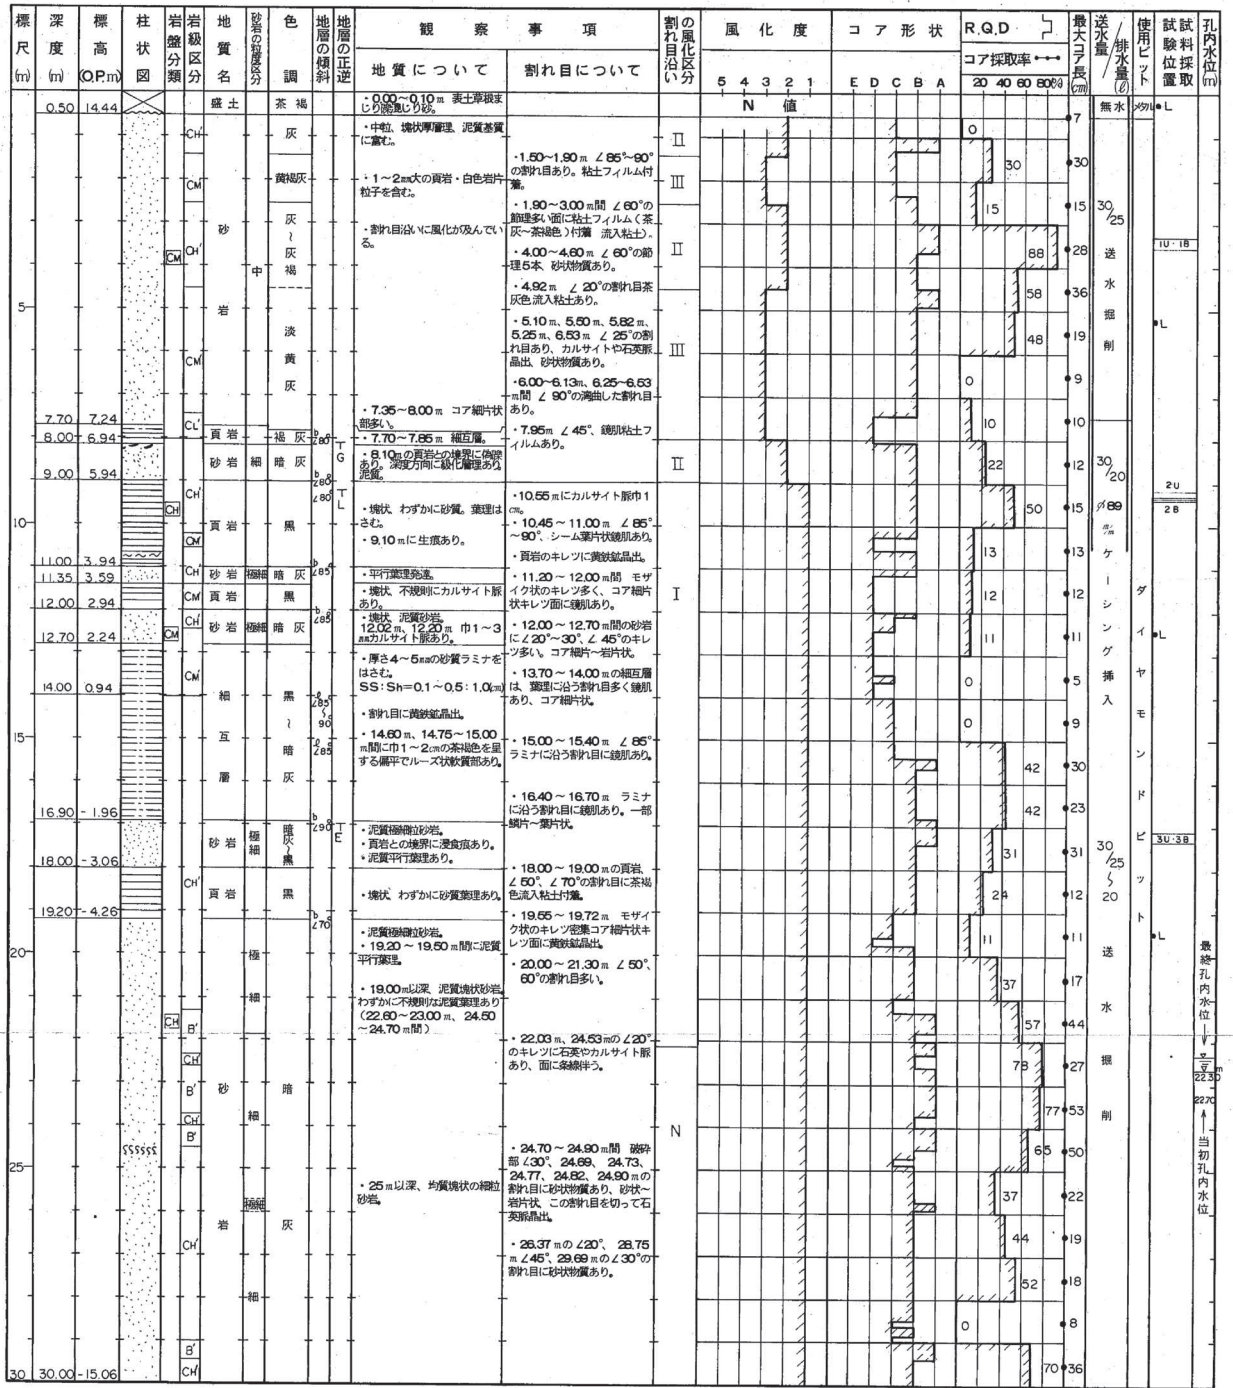 標尺(m)
深度(m)
標高(O.P.m)
柱状図
岩盤分類
岩級区分
地質名
砂岩の粒度区分
色調
地層の傾斜
地層の正逆
観察事項
地質について
割れ目について
割れ目沿いの風化区分
風化度
5 4 3 2 1
N 値
コア形状
E D C B A
R.Q.D
コア採取率
20 40 60 80%
最大コア長(cm)
送水量/排水量(ℓ)
使用ビット
試験位置
試料採取
孔内水位(m)
0.50 14.44
7.70 7.24
8.00 6.94
9.00 5.94
11.00 3.94
11.35 3.59
12.00 2.94
12.70 2.24
14.00 0.94
16.90 -1.96
18.00 -3.06
19.20 -4.26
30.00 -15.06
5
10
15
20
25
30
CM
CH
CM
CH
CH'
CM'
CH'
CM'
CL'
CH'
CM'
CH'
CM'
CH'
CM'
CH'
B'
CH'
B'
CH'
B'
CH'
B'
CH'
盛土
砂岩
頁岩
砂岩
頁岩
砂岩
頁岩
砂岩
細互層
砂岩
頁岩
砂岩
中
細
極細
極細
極細
極細
細
極細
細
茶褐
灰
黄褐灰
灰~灰褐
淡黄灰
褐灰
暗灰
黒
暗灰
黒
暗灰
黒~暗灰
暗灰~黒
黒
暗灰
b ∠80°
b ∠80°
∠80°
b ∠85°
b ∠85°
ℓ ∠85°~90°
ℓ ∠85°
b ∠90°
b ∠70°
T G
T L
T E
・0.00~0.10m 表土草根まじり礫混じり砂。
・中粒、塊状厚層理、泥質基質に富む。
・1~2mm大の頁岩・白色岩片粒子を含む。
・割れ目沿いに風化が及んでいる。
・7.35~8.00m コア細片状部多い。
・7.70~7.85m 細互層。
・8.10mの頁岩との境界に偽礫あり。深度方向に級化層理あり泥質。
・塊状、わずかに砂質。葉理はさむ。
・9.10mに生痕あり。
・平行葉理発達。
・塊状、不規則にカルサイト脈あり。
・塊状、泥質砂岩。
12.02m、12.20m 巾1~3mmカルサイト脈あり。
・厚さ4~5mmの砂質ラミナをはさむ。
SS:Sh=0.1~0.5:1.0(cm)
・割れ目に黄鉄鉱晶出。
・14.60m、14.75~15.00m間に巾1~2cmの茶褐色を呈する偏平でルーズ状軟質部あり。
・泥質極細粒砂岩。
・頁岩との境界に浸食痕あり。
・泥質平行葉理あり。
・塊状、わずかに砂質葉理あり。
・泥質極細粒砂岩。
・19.20~19.50m間に泥質平行葉理。
・19.00m以深、泥質塊状砂岩。わずかに不規則な泥質葉理あり(22.60~23.00m、24.50~24.70m間)
・25m以深、均質塊状の細粒砂岩。
・1.50~1.90m ∠85°~90°の割れ目あり。粘土フィルム付着。
・1.90~3.00m間 ∠60°の節理多い面に粘土フィルム(茶灰~茶褐色)付着 流入粘土)。
・4.00~4.60m ∠60°の節理5本、砂状物質あり。
・4.92m ∠20°の割れ目茶灰色流入粘土あり。
・5.10m、5.50m、5.82m、5.25m、6.53m ∠25°の割れ目あり、カルサイトや石英脈晶出、砂状物質あり。
・6.00~6.13m、6.25~6.53m間 ∠90°の湾曲した割れ目あり。
・7.95m ∠45°、鏡肌粘土フィルムあり。
・10.55mにカルサイト脈巾1cm。
・10.45~11.00m ∠85°~90°、シーム葉片状鏡肌あり。
・頁岩のキレツに黄鉄鉱晶出。
・11.20~12.00m間 モザイク状のキレツ多く、コア細片状キレツ面に鏡肌あり。
・12.00~12.70m間の砂岩に∠20°~30°、∠45°のキレツ多い。コア細片~岩片状。
・13.70~14.00mの細互層は、葉理に沿う割れ目多く鏡肌あり、コア細片状。
・15.00~15.40m ∠85°ラミナに沿う割れ目に鏡肌あり。
・16.40~16.70m ラミナに沿う割れ目に鏡肌あり。一部鱗片~葉片状。
・18.00~19.00mの頁岩、∠50°、∠70°の割れ目に茶褐色流入粘土付着。
・19.55~19.72m モザイク状のキレツ密集コア細片状キレツ面に黄鉄鉱晶出。
・20.00~21.30m ∠50°、60°の割れ目多い。
・22.03m、24.53mの∠20°のキレツに石英やカルサイト脈あり、面に条線伴う。
・24.70~24.90m間 破砕部∠30°、24.69、24.73、24.77、24.82、24.90mの割れ目に砂状物質あり、砂状~岩片状、この割れ目を切って石英脈晶出。
・26.37mの∠20°、28.75m∠45°、29.69mの∠30°の割れ目に砂状物質あり。
II
III
II
III
II
I
N
0
30
15
88
58
48
0
10
22
50
13
12
11
0
0
42
42
31
24
11
37
57
78
77
65
37
44
52
0
70
7
30
15
28
36
19
9
10
12
15
13
12
11
5
9
30
23
31
12
11
17
44
27
53
50
22
19
18
8
36
無水
30/25
送水掘削
30/20
φ89m/m
ケーシング挿入
30/25~20
送水掘削
メタル
ダイヤモンドビット
L
1U・1B
L
2U
2B
L
3U・3B
L
最終孔内水位
22.30m
22.70
当初孔内水位